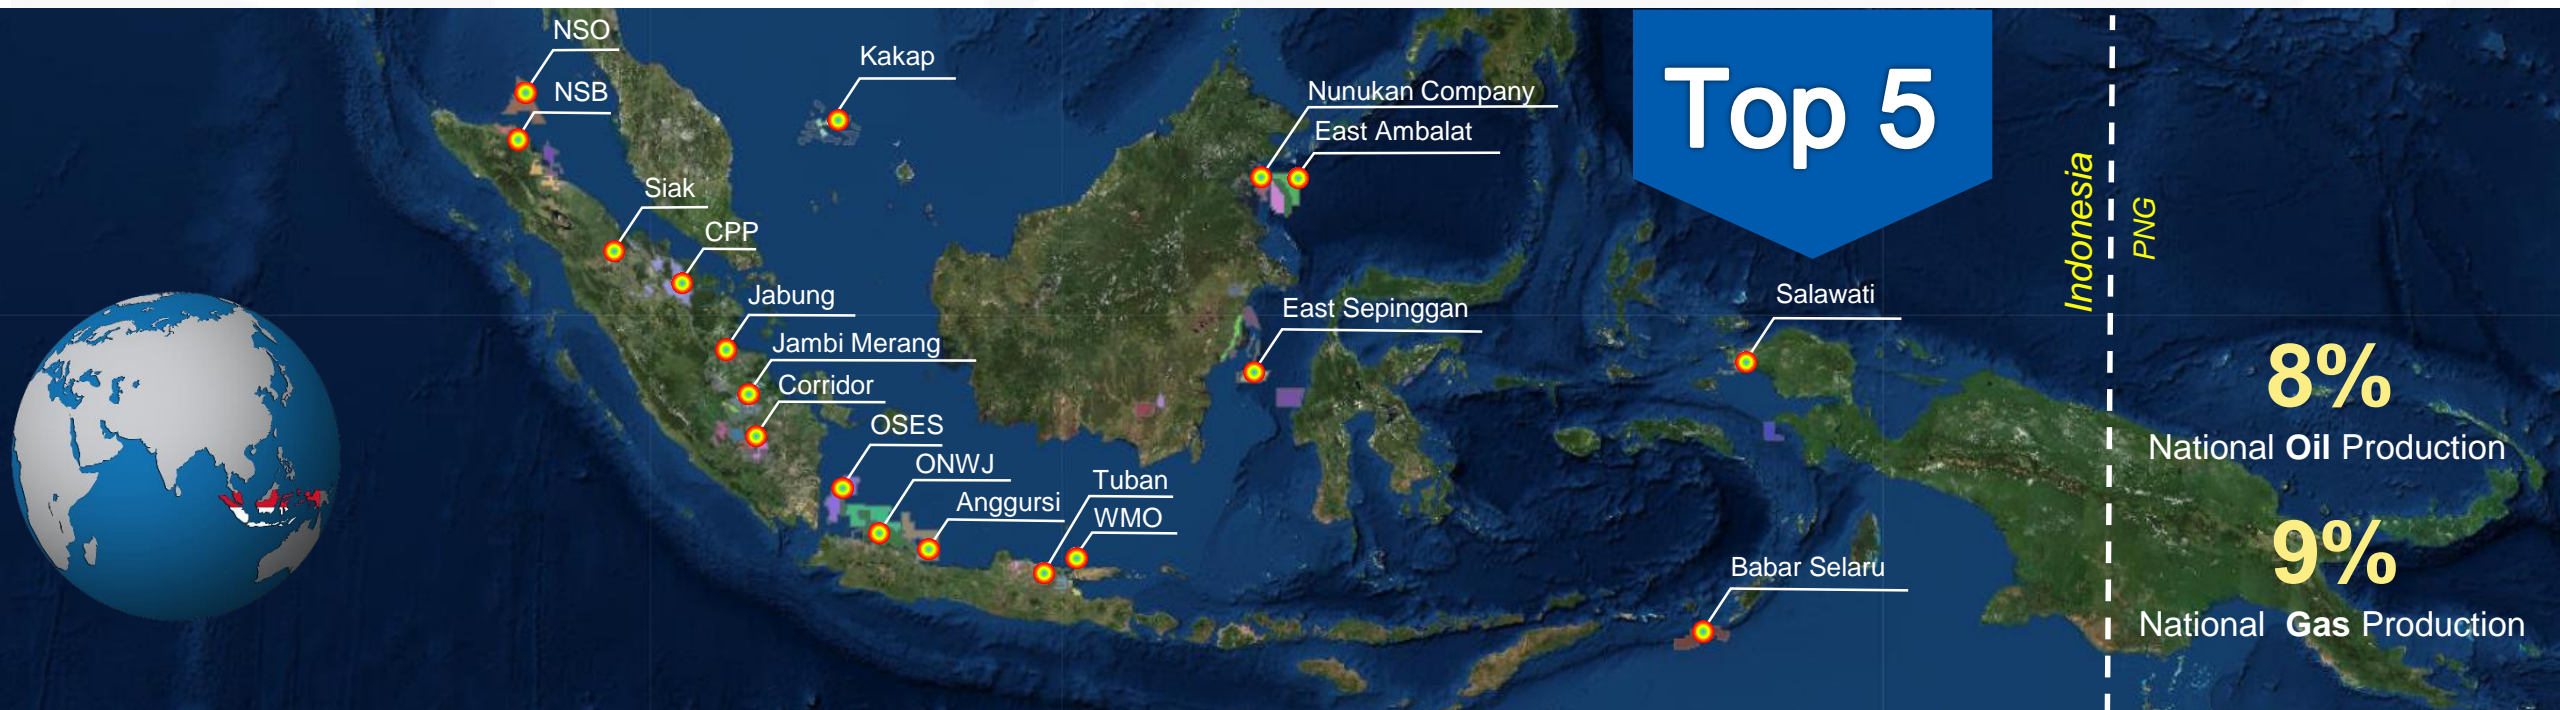 NSO
NSB
Kakap
Nunukan Company
East Ambalat
Top 5
Siak
CPP
Jabung
Jambi Merang
Corridor
OSES
ONWJ
Anggursi
Tuban
WMO
East Sepinggan
Salawati
Babar Selaru
Indonesia
PNG
8%
National Oil Production
9%
National Gas Production